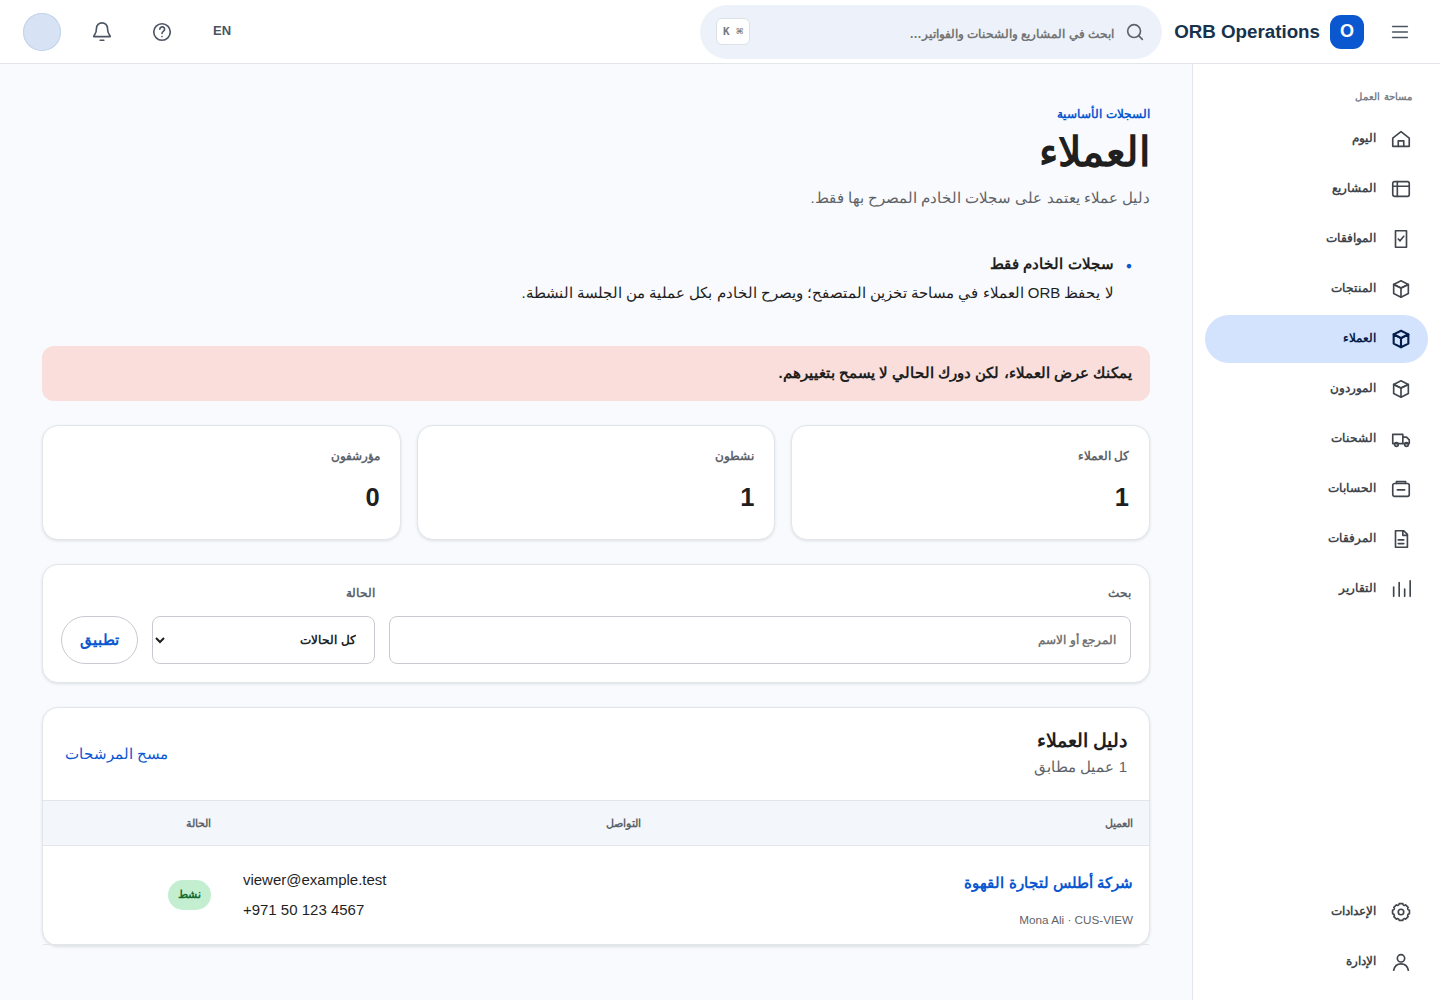 ORB Operations
O
ابحث في المشاريع والشحنات والفواتير...
K ⌘
EN
مساحة العمل
اليوم
المشاريع
الموافقات
المنتجات
العملاء
الموردون
الشحنات
الحسابات
المرفقات
التقارير
الإعدادات
الإدارة
السجلات الأساسية
العملاء
دليل عملاء يعتمد على سجلات الخادم المصرح بها فقط.
سجلات الخادم فقط
لا يحفظ ORB العملاء في مساحة تخزين المتصفح؛ ويصرح الخادم بكل عملية من الجلسة النشطة.
يمكنك عرض العملاء، لكن دورك الحالي لا يسمح بتغييرهم.
كل العملاء
1
نشطون
1
مؤرشفون
0
بحث
المرجع أو الاسم
الحالة
كل الحالات
تطبيق
دليل العملاء
1 عميل مطابق
مسح المرشحات
العميل
التواصل
الحالة
شركة أطلس لتجارة القهوة
Mona Ali · CUS-VIEW
viewer@example.test
+971 50 123 4567
نشط